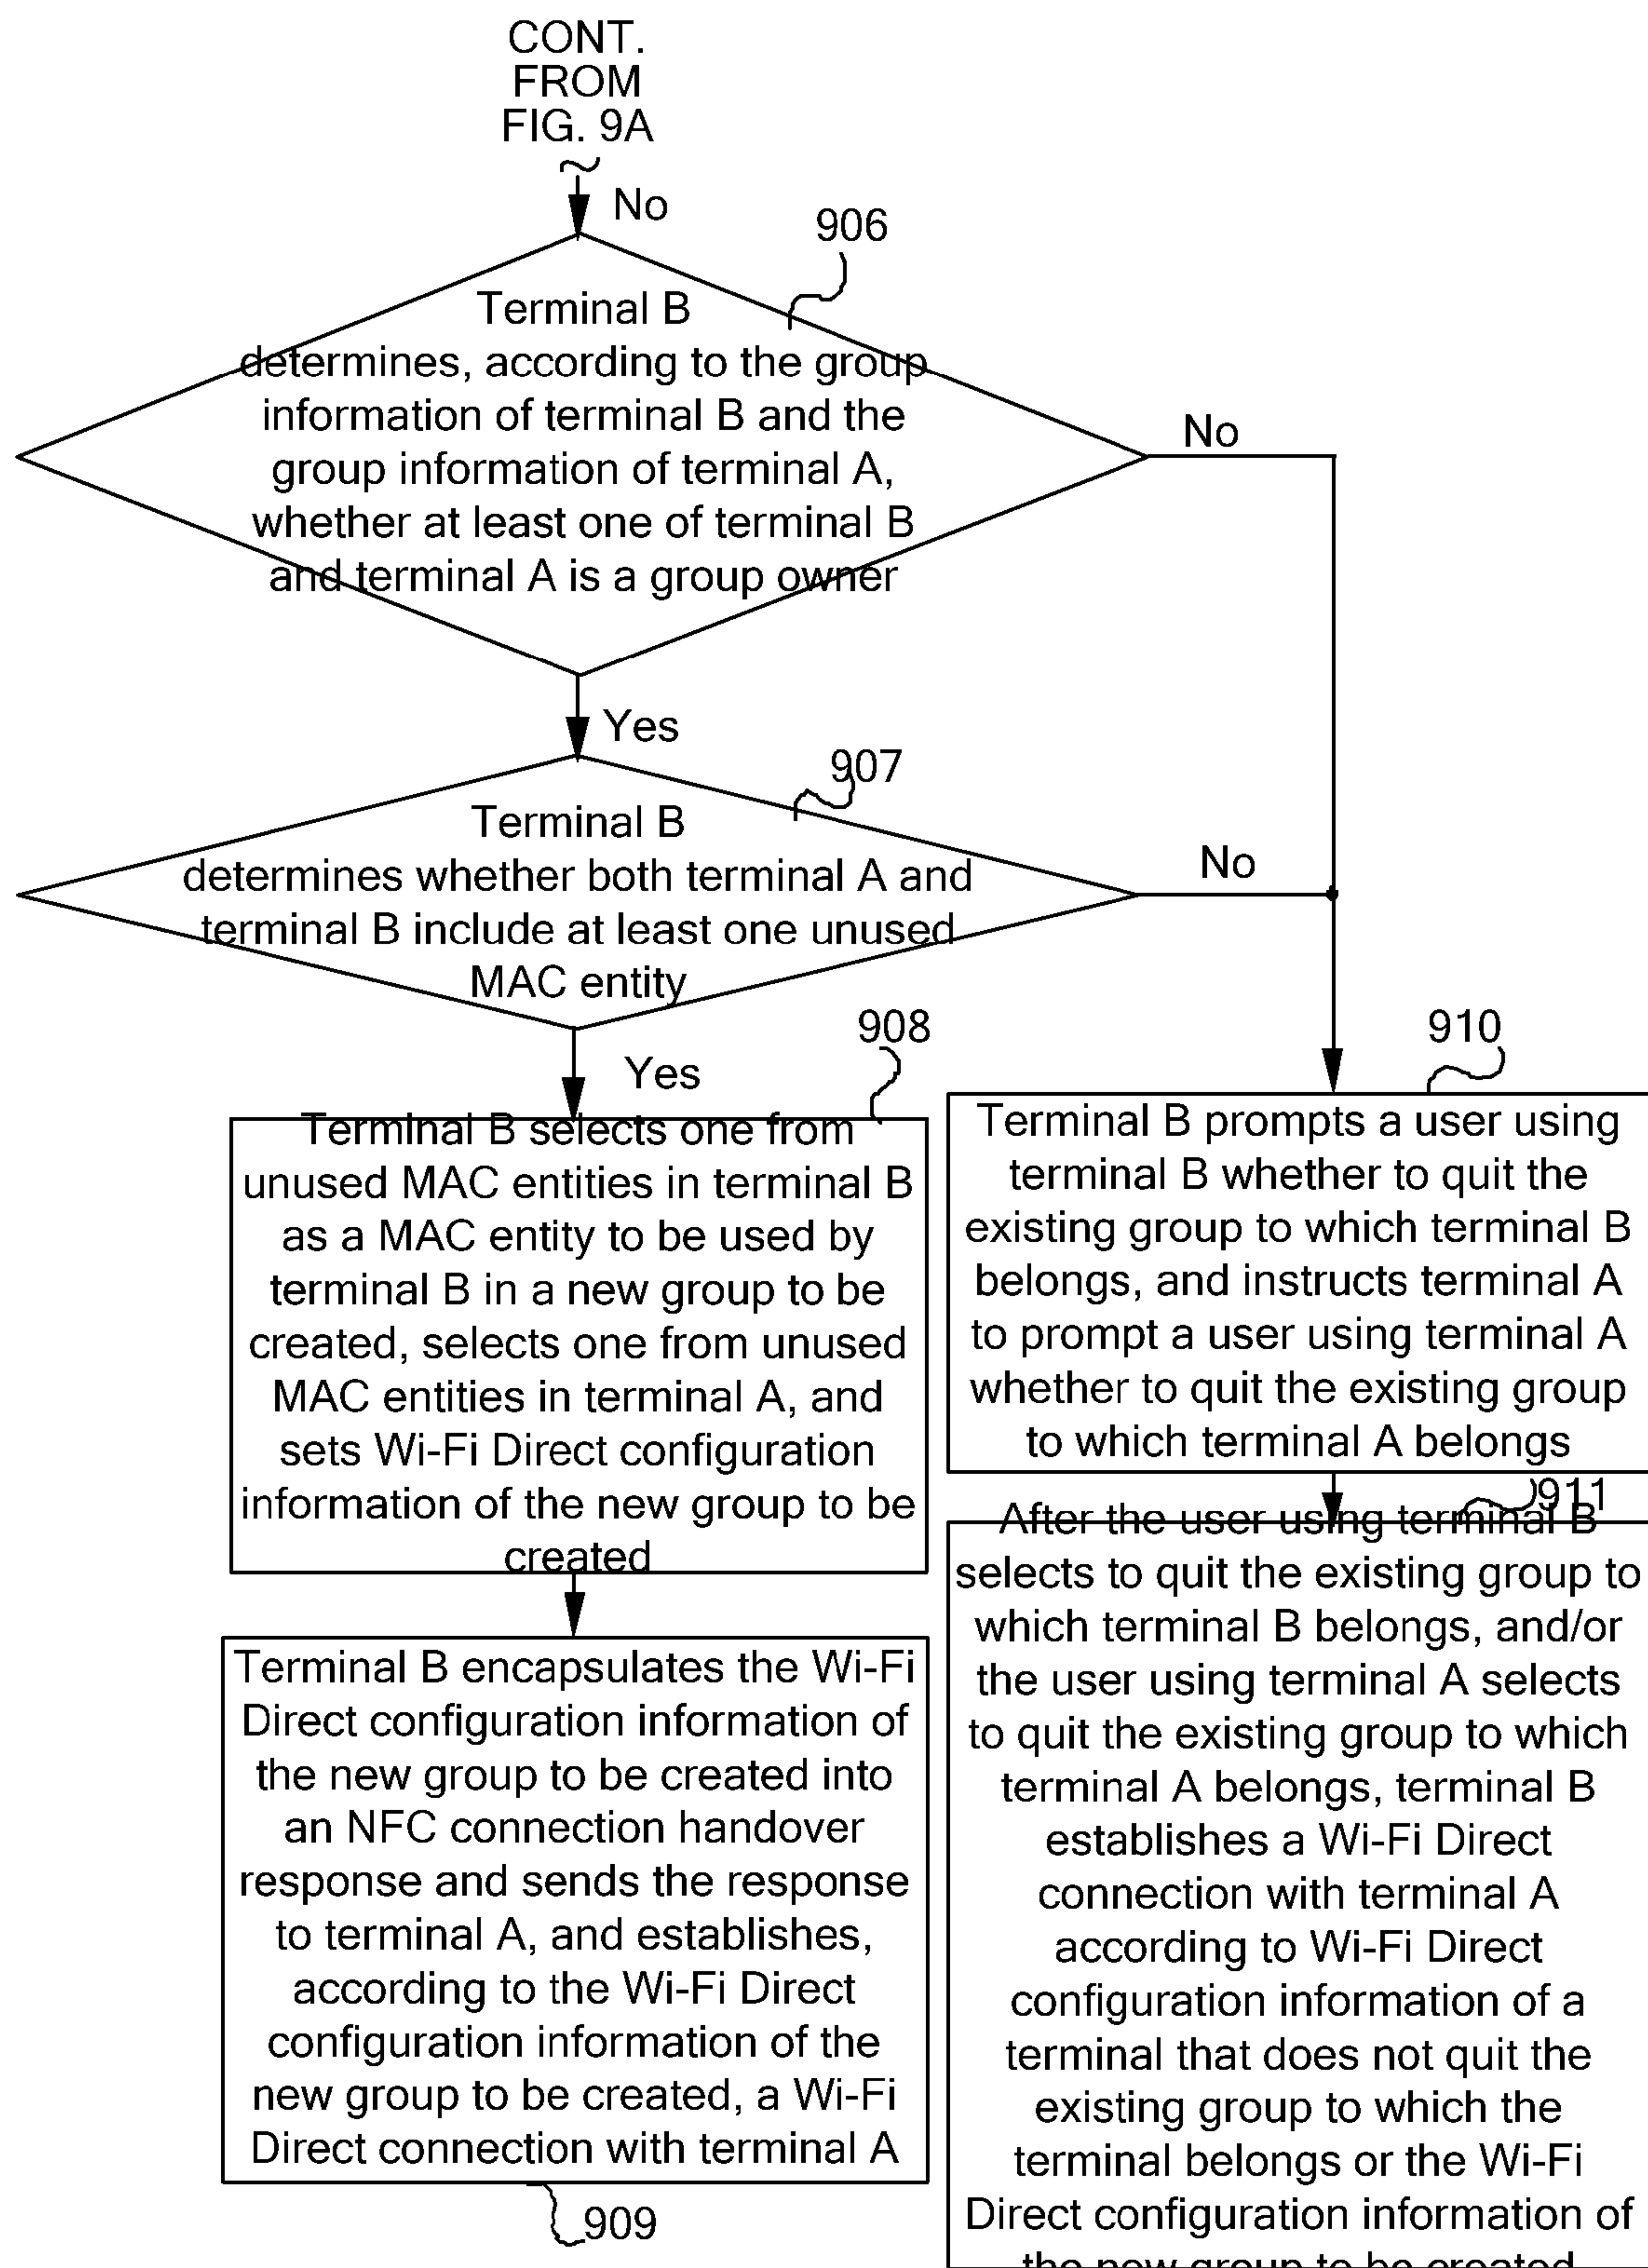 CONT.
FROM
FIG. 9A
No
906
Terminal B
determines, according to the group
information of terminal B and the
group information of terminal A,
whether at least one of terminal B
and terminal A is a group owner
No
Yes
907
Terminal B
determines whether both terminal A and
terminal B include at least one unused
MAC entity
No
Yes
908
Terminal B selects one from
unused MAC entities in terminal B
as a MAC entity to be used by
terminal B in a new group to be
created, selects one from unused
MAC entities in terminal A, and
sets Wi-Fi Direct configuration
information of the new group to be
created
Terminal B encapsulates the Wi-Fi
Direct configuration information of
the new group to be created into
an NFC connection handover
response and sends the response
to terminal A, and establishes,
according to the Wi-Fi Direct
configuration information of the
new group to be created, a Wi-Fi
Direct connection with terminal A
909
910
Terminal B prompts a user using
terminal B whether to quit the
existing group to which terminal B
belongs, and instructs terminal A
to prompt a user using terminal A
whether to quit the existing group
to which terminal A belongs
911
After the user using terminal B
selects to quit the existing group to
which terminal B belongs, and/or
the user using terminal A selects
to quit the existing group to which
terminal A belongs, terminal B
establishes a Wi-Fi Direct
connection with terminal A
according to Wi-Fi Direct
configuration information of a
terminal that does not quit the
existing group to which the
terminal belongs or the Wi-Fi
Direct configuration information of
the new group to be created